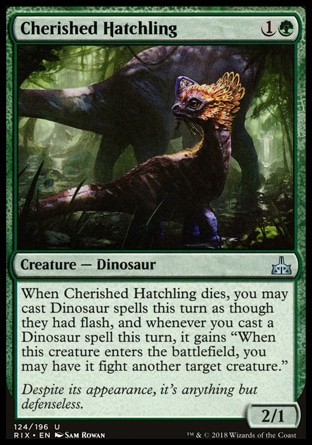 Cherished Hatchling 1
Creature — Dinosaur
When Cherished Hatchling dies, you may
cast Dinosaur spells this turn as though
they had flash, and whenever you cast a
Dinosaur spell this turn, it gains “When
this creature enters the battlefield, you
may have it fight another target creature.”
Despite its appearance, it’s anything but
defenseless.
2/1
124/196 U
RIX • EN Sam Rowan
™ & © 2018 Wizards of the Coast